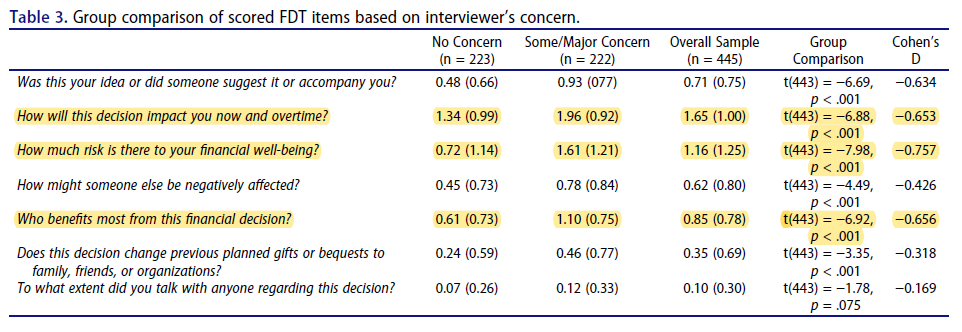 Table 3. Group comparison of scored FDT items based on interviewer's concern.
No Concern Some/Major Concern Overall Sample Group Cohen's
(n = 223) (n = 222) (n = 445) Comparison D
Was this your idea or did someone suggest it or accompany you? 0.48 (0.66) 0.93 (077) 0.71 (0.75) t(443) = −6.69, −0.634
p < .001
How will this decision impact you now and overtime? 1.34 (0.99) 1.96 (0.92) 1.65 (1.00) t(443) = −6.88, −0.653
p < .001
How much risk is there to your financial well-being? 0.72 (1.14) 1.61 (1.21) 1.16 (1.25) t(443) = −7.98, −0.757
p < .001
How might someone else be negatively affected? 0.45 (0.73) 0.78 (0.84) 0.62 (0.80) t(443) = −4.49, −0.426
p < .001
Who benefits most from this financial decision? 0.61 (0.73) 1.10 (0.75) 0.85 (0.78) t(443) = −6.92, −0.656
p < .001
Does this decision change previous planned gifts or bequests to 0.24 (0.59) 0.46 (0.77) 0.35 (0.69) t(443) = −3.35, −0.318
family, friends, or organizations? p < .001
To what extent did you talk with anyone regarding this decision? 0.07 (0.26) 0.12 (0.33) 0.10 (0.30) t(443) = −1.78, −0.169
p = .075